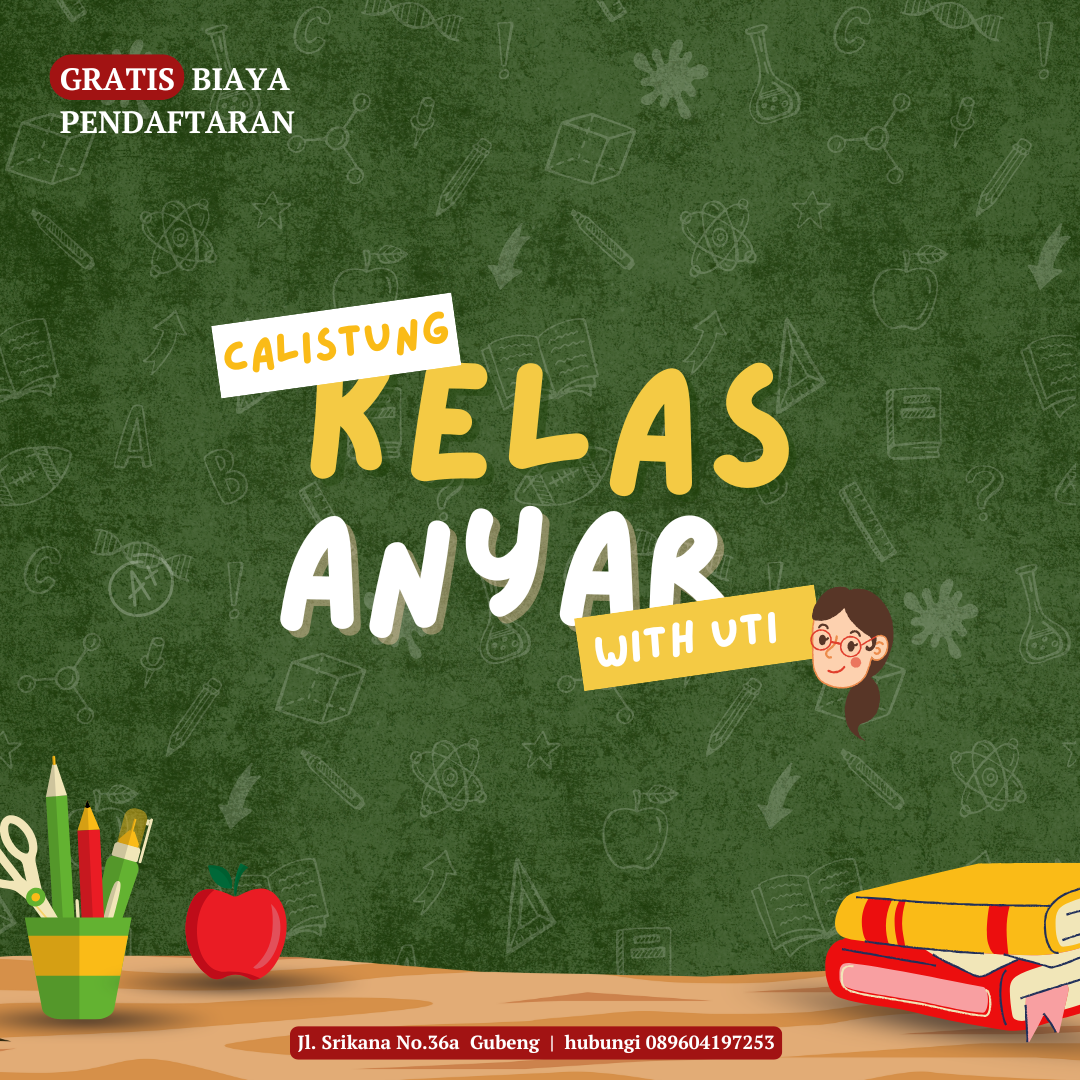 GRATIS BIAYA
PENDAFTARAN
CALISTUNG
KELAS
ANYAR
WITH UTI
Jl. Srikana No.36a Gubeng | hubungi 089604197253